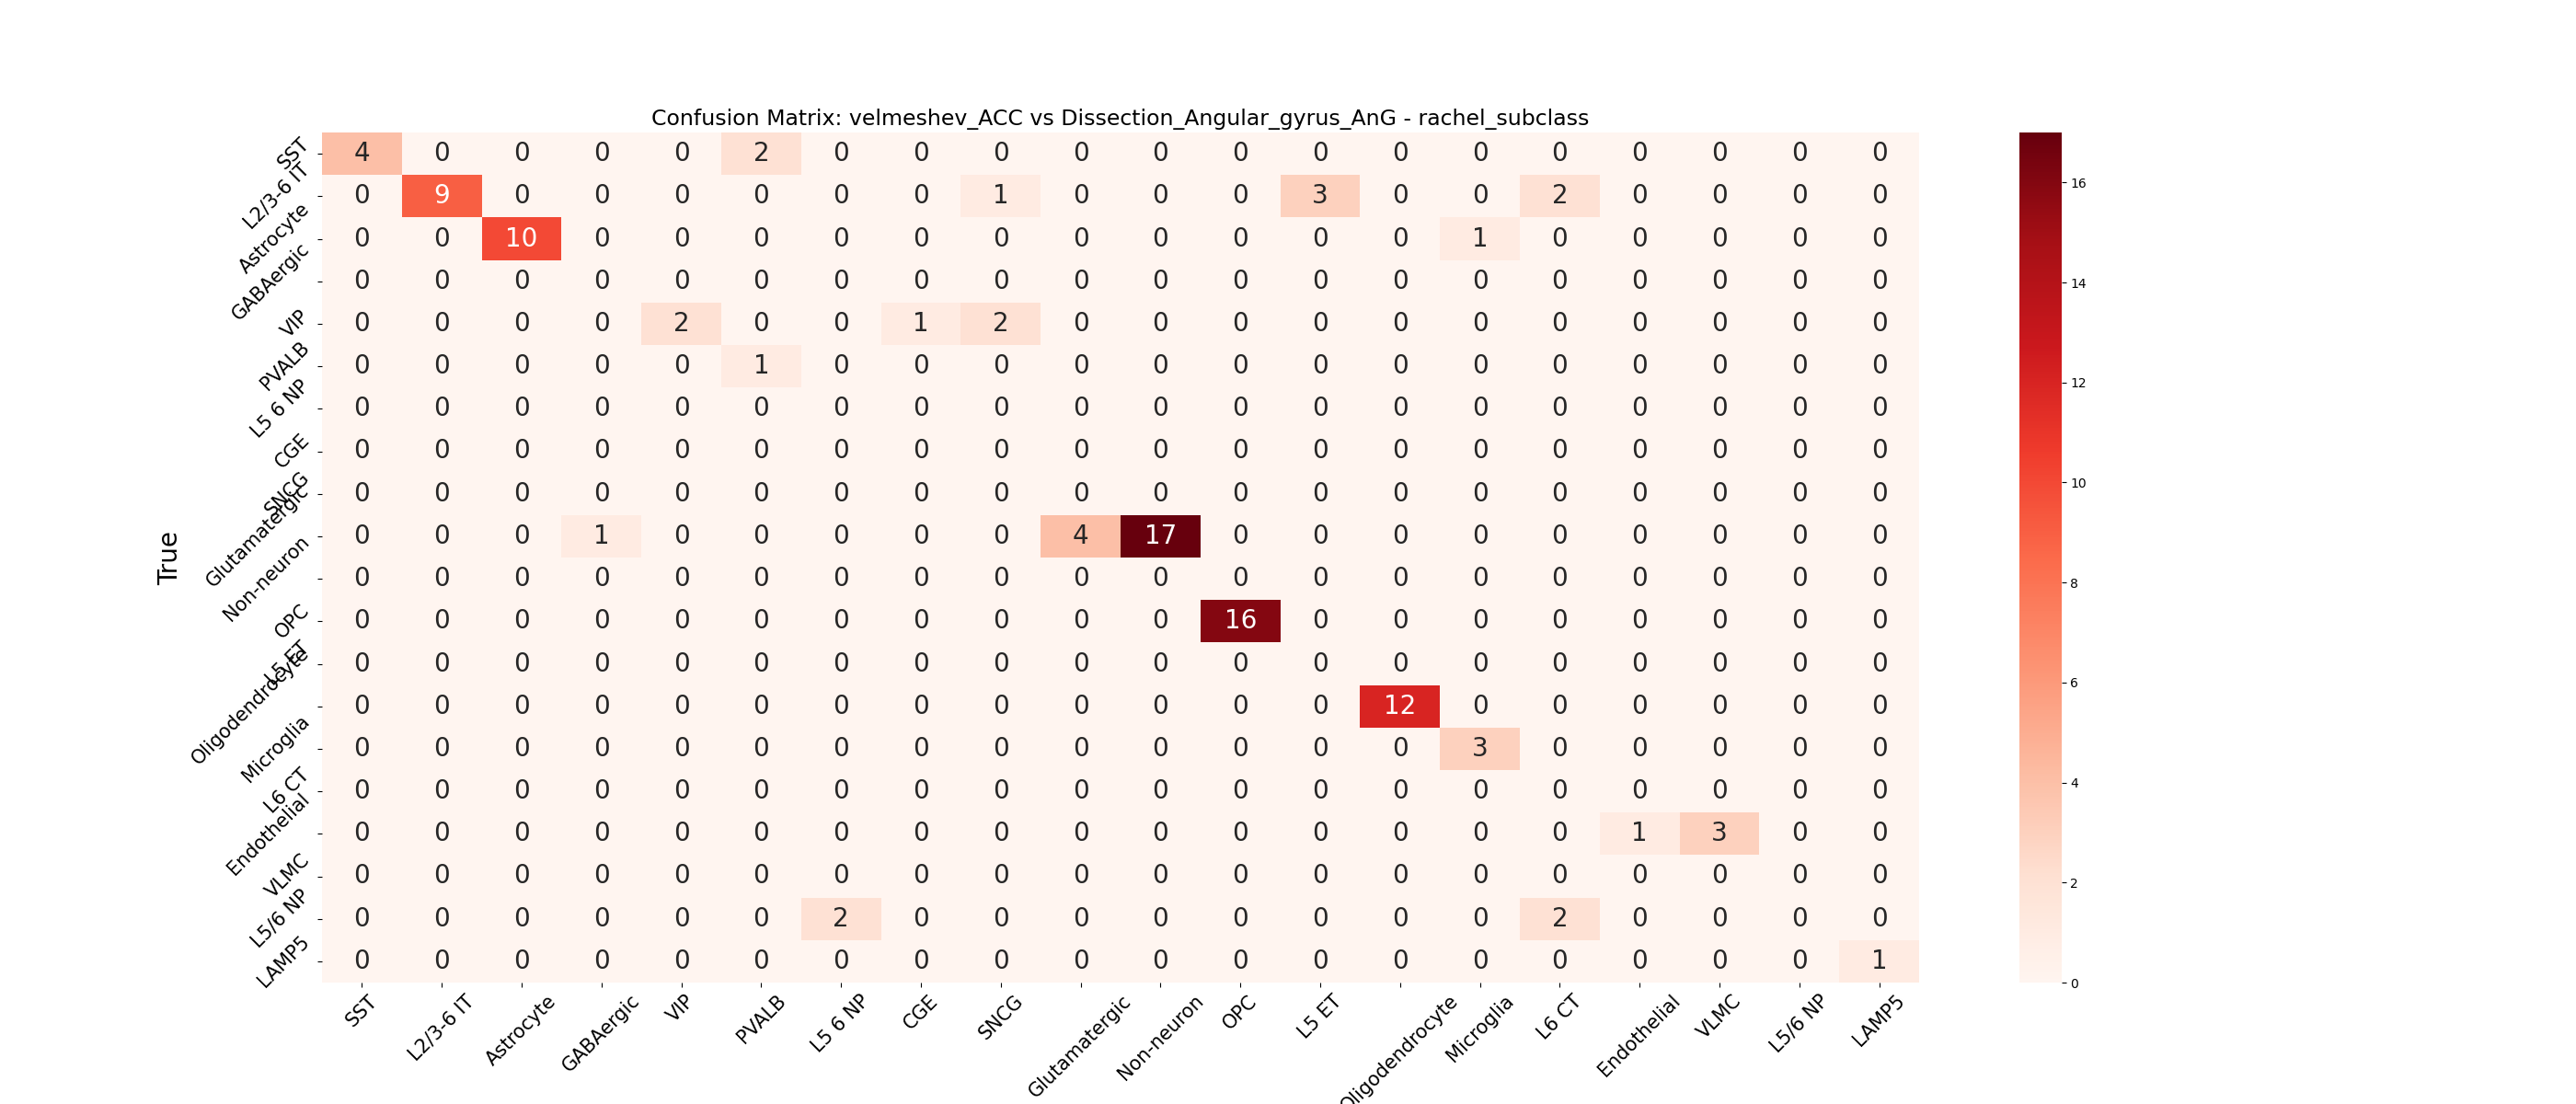 Confusion Matrix: velmeshev_ACC vs Dissection_Angular_gyrus_AnG - rachel_subclass
True
SST 4 0 0 0 0 2 0 0 0 0 0 0 0 0 0 0 0 0 0 0
L2/3-6 IT 0 9 0 0 0 0 0 0 1 0 0 0 3 0 0 2 0 0 0 0
Astrocyte 0 0 10 0 0 0 0 0 0 0 0 0 0 0 1 0 0 0 0 0
GABAergic 0 0 0 0 0 0 0 0 0 0 0 0 0 0 0 0 0 0 0 0
VIP 0 0 0 0 2 0 0 1 2 0 0 0 0 0 0 0 0 0 0 0
PVALB 0 0 0 0 0 1 0 0 0 0 0 0 0 0 0 0 0 0 0 0
L5 6 NP 0 0 0 0 0 0 0 0 0 0 0 0 0 0 0 0 0 0 0 0
CGE 0 0 0 0 0 0 0 0 0 0 0 0 0 0 0 0 0 0 0 0
SNCG 0 0 0 0 0 0 0 0 0 0 0 0 0 0 0 0 0 0 0 0
Glutamatergic 0 0 0 1 0 0 0 0 0 4 17 0 0 0 0 0 0 0 0 0
Non-neuron 0 0 0 0 0 0 0 0 0 0 0 0 0 0 0 0 0 0 0 0
OPC 0 0 0 0 0 0 0 0 0 0 0 16 0 0 0 0 0 0 0 0
L5 ET 0 0 0 0 0 0 0 0 0 0 0 0 0 0 0 0 0 0 0 0
Oligodendrocyte 0 0 0 0 0 0 0 0 0 0 0 0 0 12 0 0 0 0 0 0
Microglia 0 0 0 0 0 0 0 0 0 0 0 0 0 0 3 0 0 0 0 0
L6 CT 0 0 0 0 0 0 0 0 0 0 0 0 0 0 0 0 0 0 0 0
Endothelial 0 0 0 0 0 0 0 0 0 0 0 0 0 0 0 0 1 3 0 0
VLMC 0 0 0 0 0 0 0 0 0 0 0 0 0 0 0 0 0 0 0 0
L5/6 NP 0 0 0 0 0 0 2 0 0 0 0 0 0 0 0 2 0 0 0 0
LAMP5 0 0 0 0 0 0 0 0 0 0 0 0 0 0 0 0 0 0 0 1
SST L2/3-6 IT Astrocyte GABAergic VIP PVALB L5 6 NP CGE SNCG Glutamatergic Non-neuron OPC L5 ET Oligodendrocyte Microglia L6 CT Endothelial VLMC L5/6 NP LAMP5
16
14
12
10
8
6
4
2
0